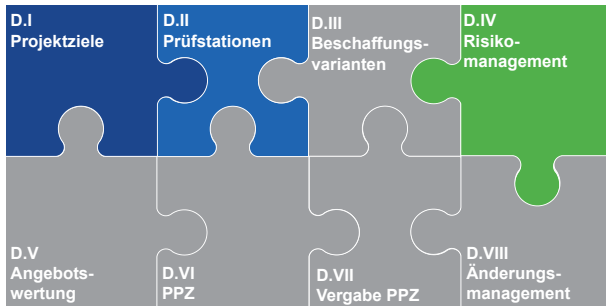 D.I
Projektziele
D.II
Prüfstationen
D.III
Beschaffungs-
varianten
D.IV
Risiko-
management
D.V
Angebots-
wertung
D.VI
PPZ
D.VII
Vergabe PPZ
D.VIII
Änderungs-
management